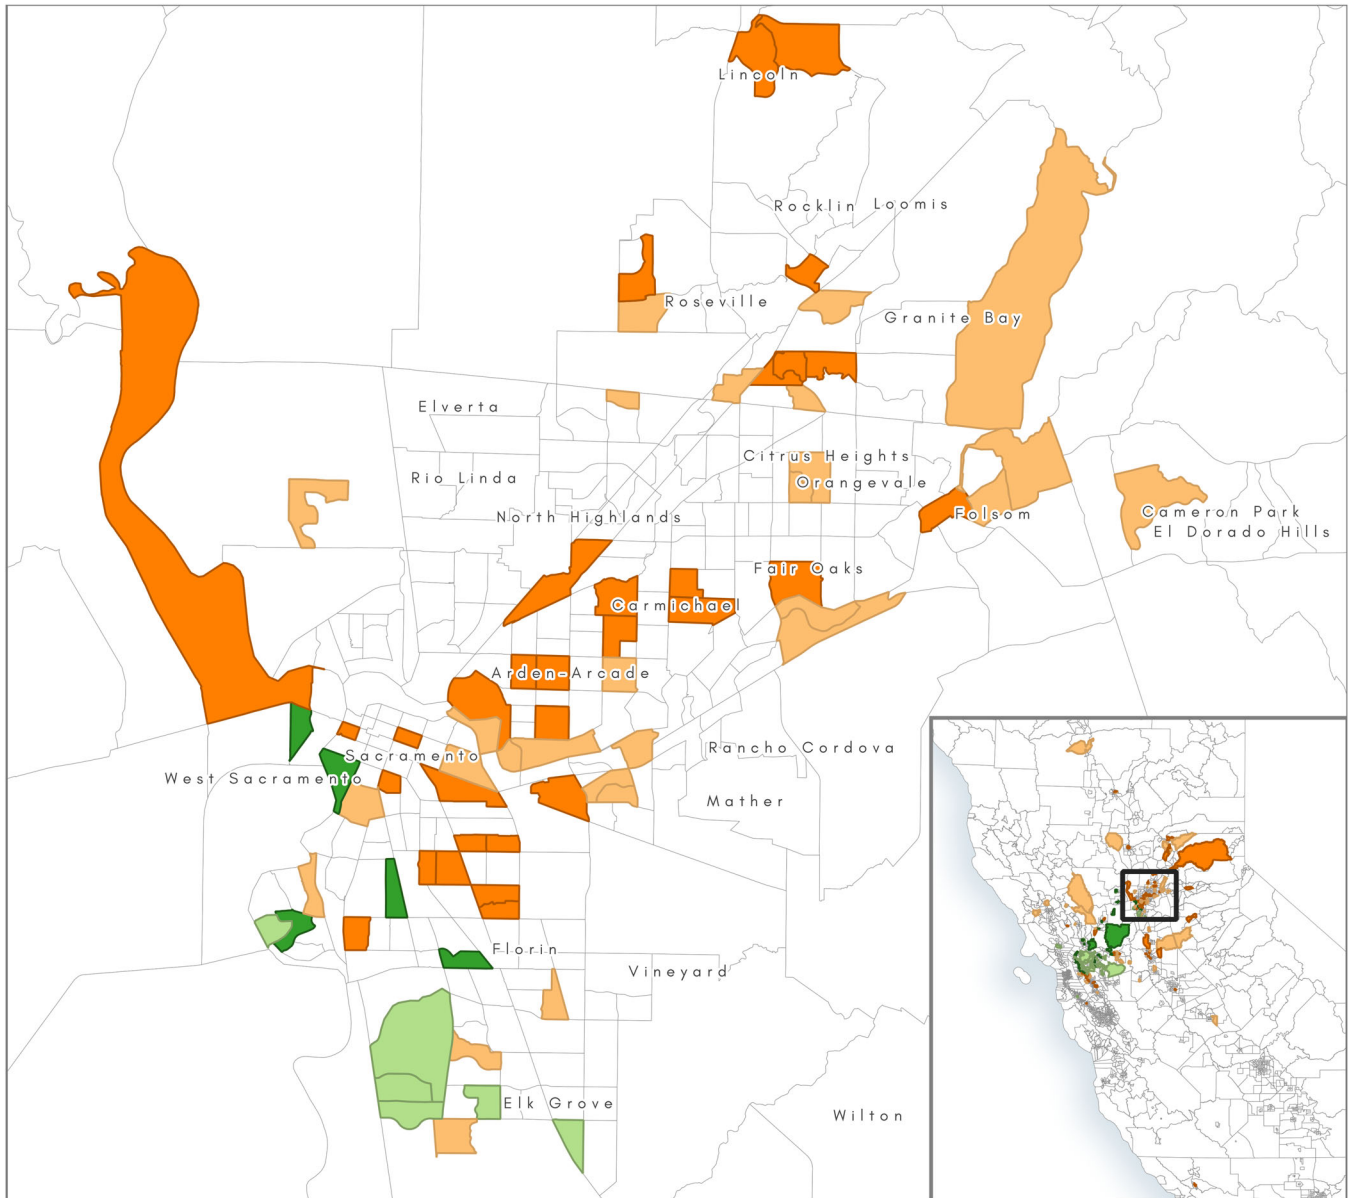 Lincoln
Rocklin
Loomis
Roseville
Granite Bay
Elverta
Citrus Heights
Rio Linda
Orangevale
North Highlands
Folsom
Cameron Park
El Dorado Hills
Fair Oaks
Carmichael
Arden-Arcade
Rancho Cordova
Sacramento
West Sacramento
Mather
Florin
Vineyard
Elk Grove
Wilton